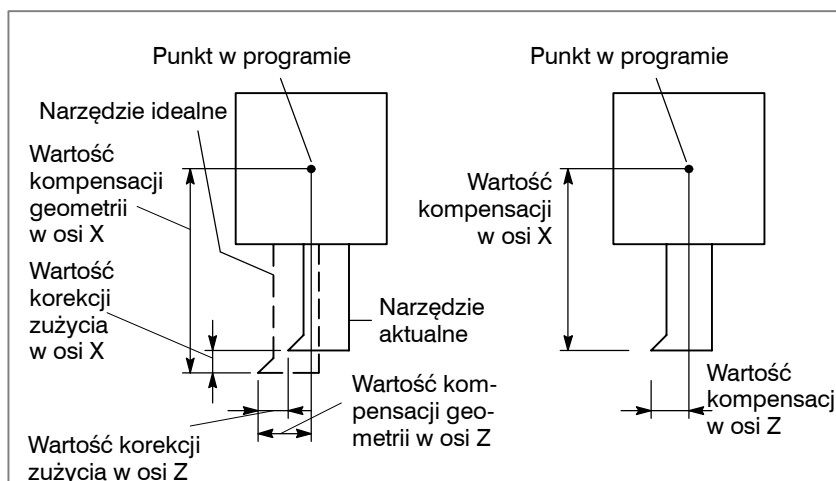 Punkt w programie
Narzędzie idealne
Wartość
kompensacji
geometrii
w osi X
Wartość
korekcji
zużycia
w osi X
Narzędzie
aktualne
Wartość kom-
pensacji geo-
metrii w osi Z
Wartość korekcji
zużycia w osi Z
Punkt w programie
Wartość
kompensacji
w osi X
Wartość
kompensacj
w osi Z